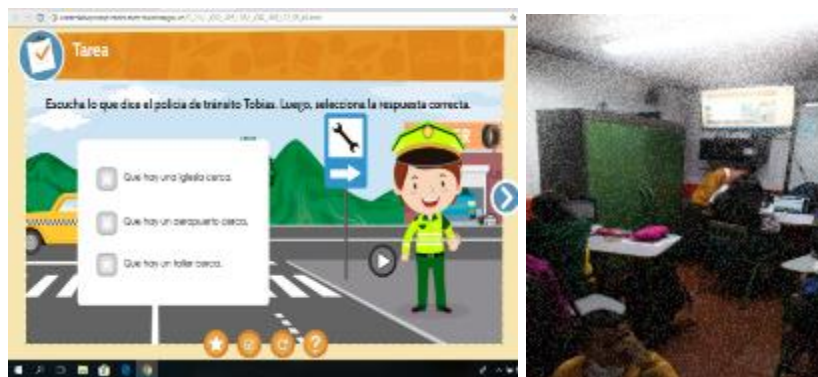 Tarea
Escucha lo que dice el policía de tránsito Tobías. Luego, selecciona la respuesta correcta.
Que hay una iglesia cerca.
Que hay un aeropuerto cerca.
Que hay un taller cerca.